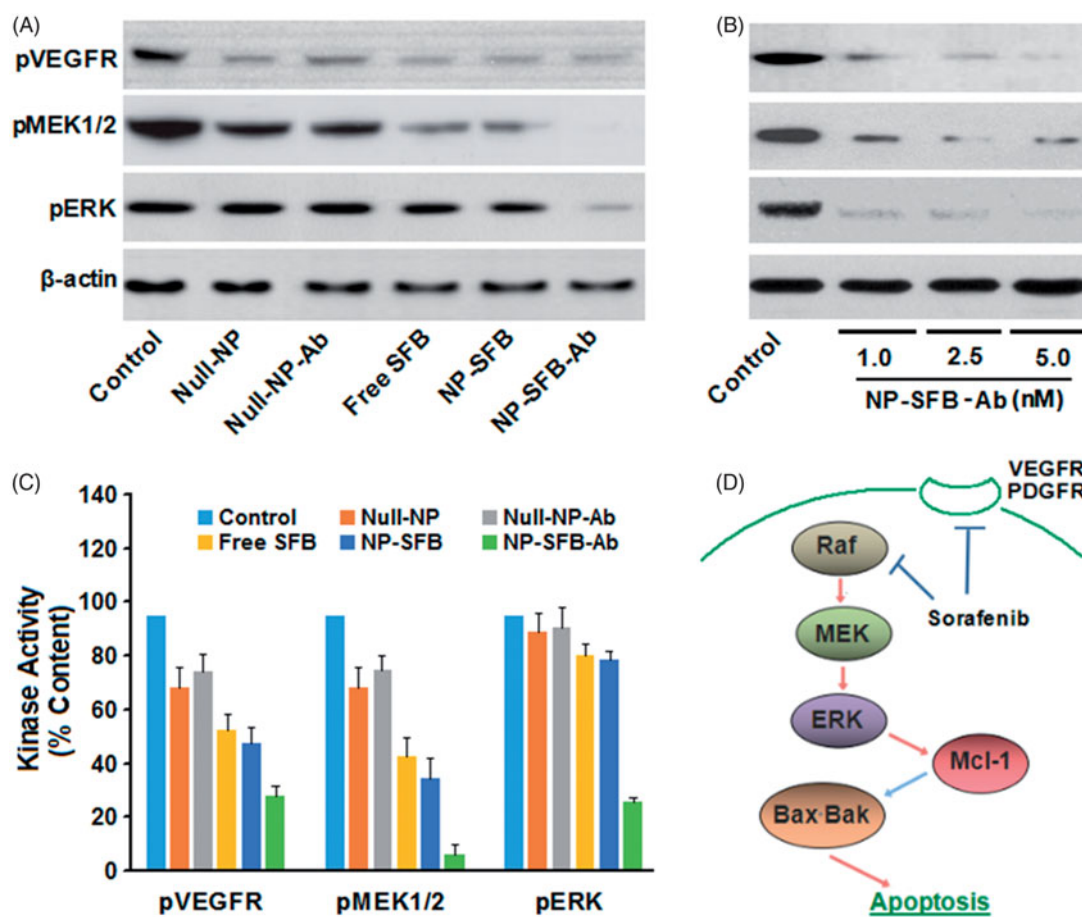 (A)
pVEGFR
pMEK1/2
pERK
β-actin
Control
Null-NP
Null-NP-Ab
Free SFB
NP-SFB
NP-SFB-Ab
(B)
Control
1.0 2.5 5.0
NP-SFB-Ab (nM)
(C)
Kinase Activity
(% Content)
140
120
100
80
60
40
20
0
Control Null-NP Null-NP-Ab
Free SFB NP-SFB NP-SFB-Ab
pVEGFR pMEK1/2 pERK
(D)
VEGFR
PDGFR
Raf
Sorafenib
MEK
ERK
Mcl-1
Bax·Bak
Apoptosis